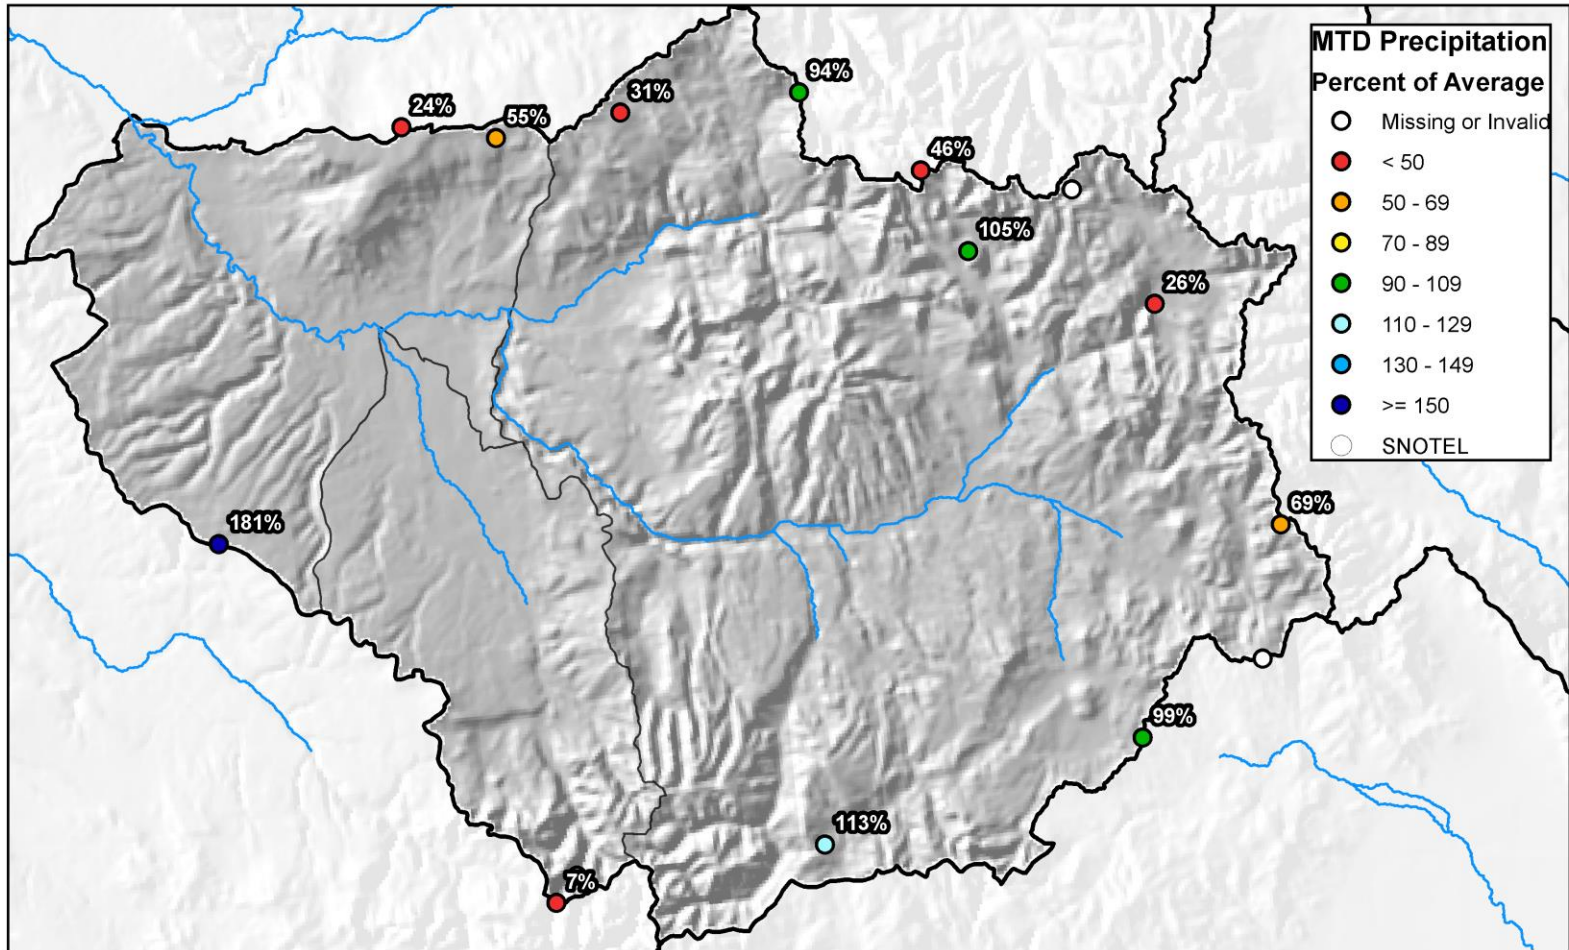 MTD Precipitation
Percent of Average
Missing or Invalid
< 50
50 - 69
70 - 89
90 - 109
110 - 129
130 - 149
>= 150
SNOTEL
94%
31%
24%
55%
46%
105%
26%
69%
181%
99%
113%
7%